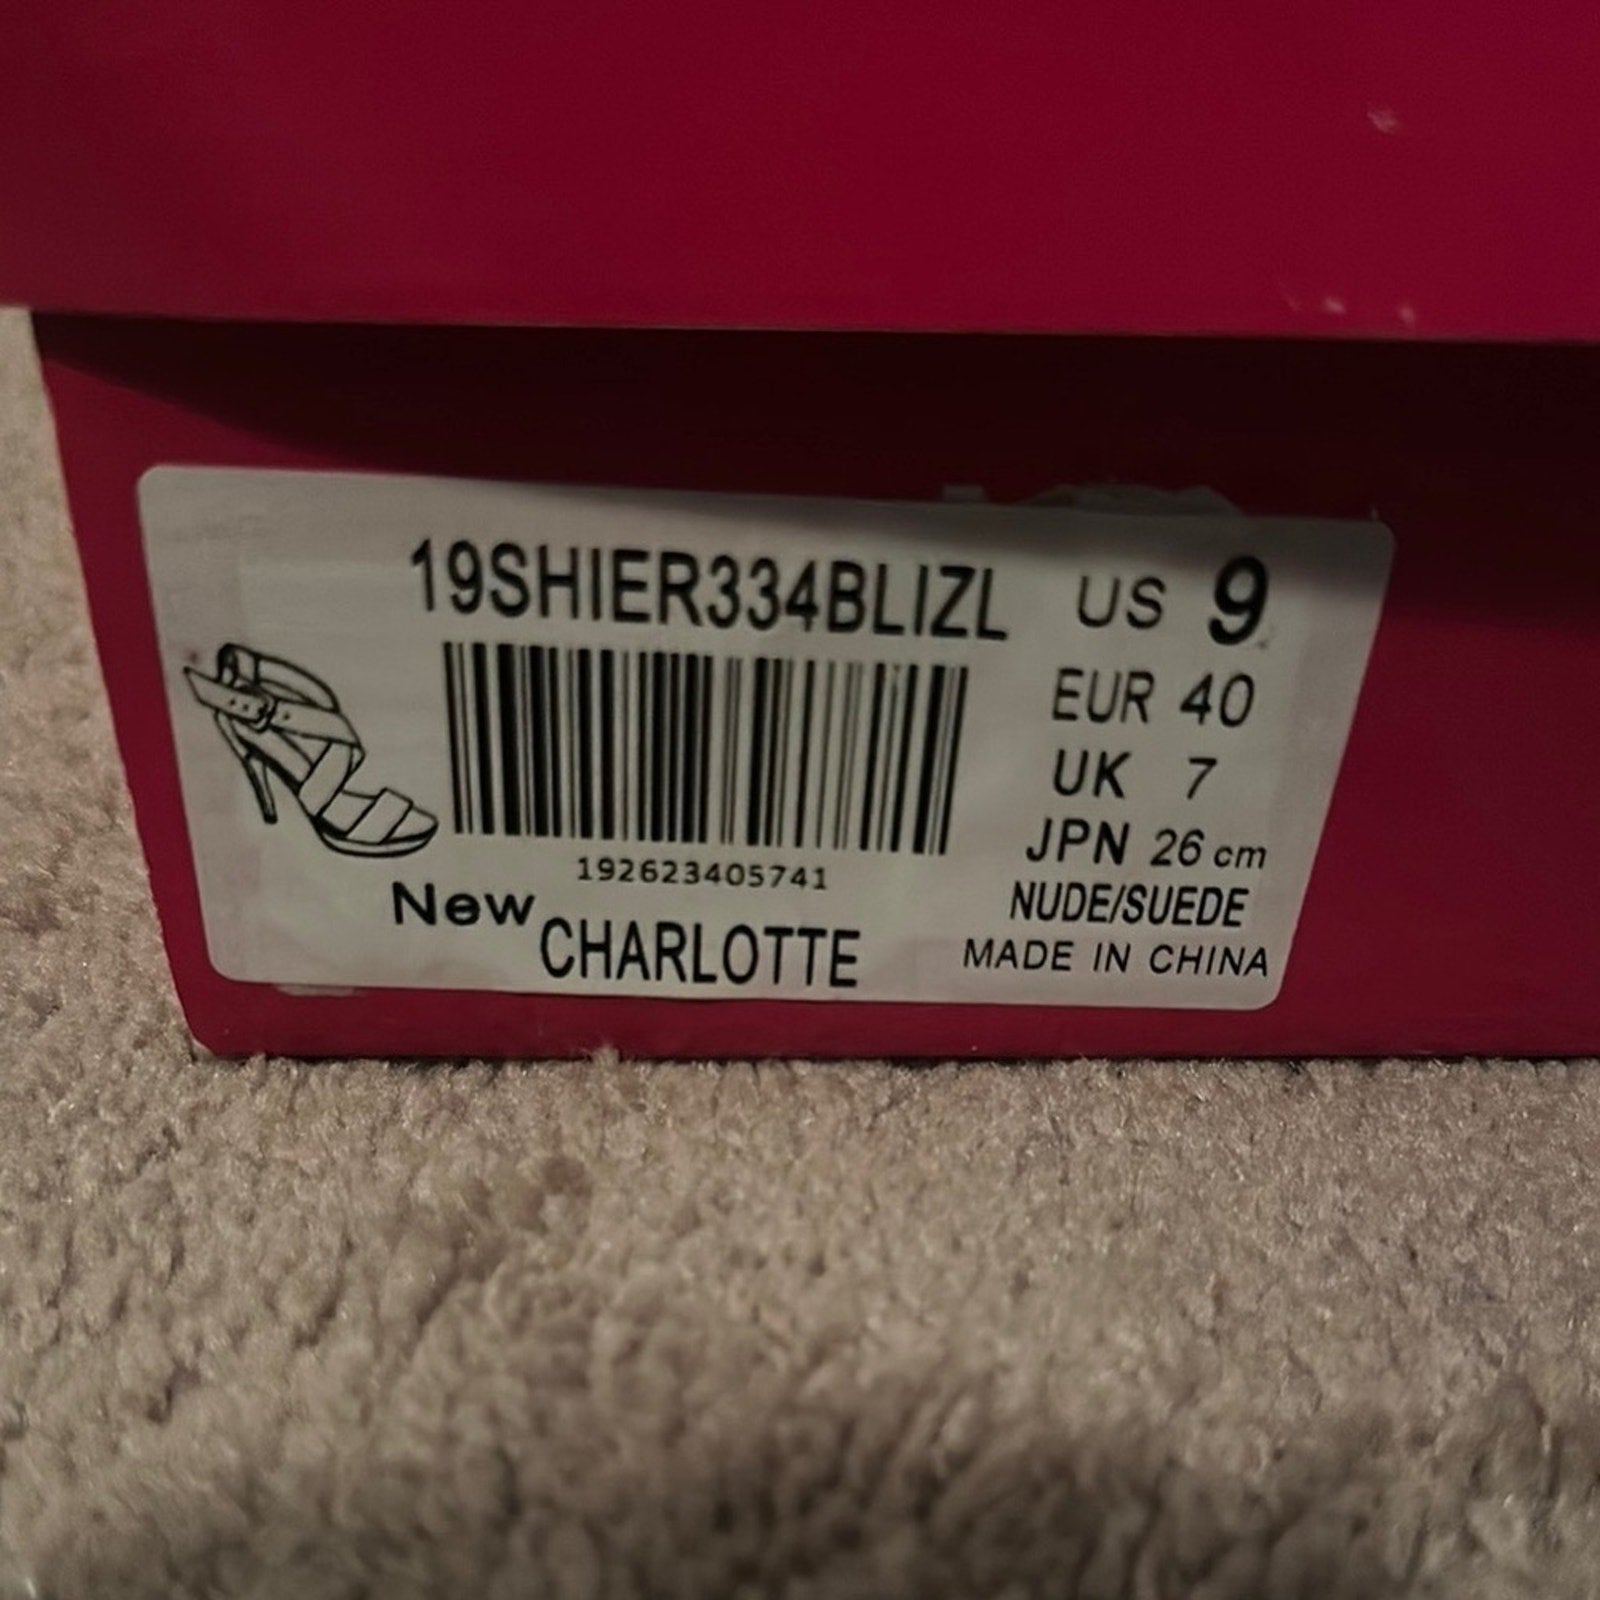 19SHIER334BLIZL US 9
EUR 40
UK 7
JPN 26 cm
192623405741
NUDE/SUEDE
New CHARLOTTE
MADE IN CHINA